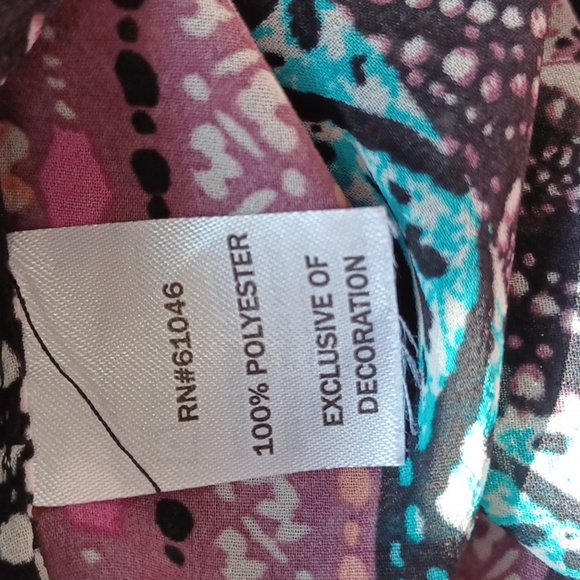 RN#61046
100% POLYESTER
EXCLUSIVE OF
DECORATION